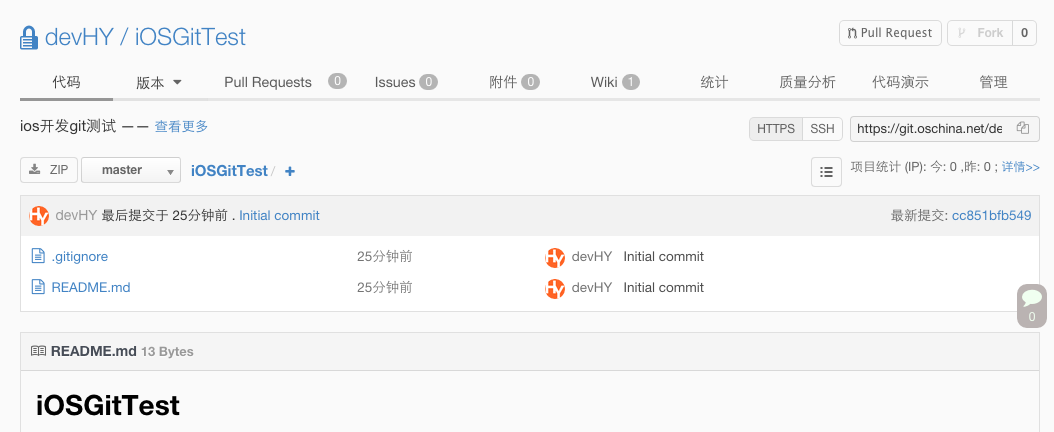 devHY / iOSGitTest
Pull Request Fork 0
代码 版本 Pull Requests 0 Issues 0 附件 0 Wiki 1 统计 质量分析 代码演示 管理
ios开发git测试 —— 查看更多 HTTPS SSH https://git.oschina.net/de
ZIP master iOSGitTest / + 项目统计 (IP): 今: 0 ,昨: 0 ; 详情>>
HY devHY 最后提交于 25分钟前 . Initial commit 最新提交: cc851bfb549
.gitignore 25分钟前 HY devHY Initial commit
README.md 25分钟前 HY devHY Initial commit
0
README.md 13 Bytes
iOSGitTest